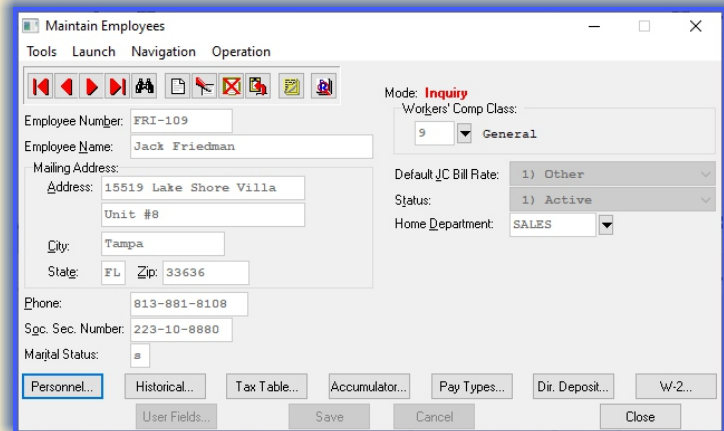 Maintain Employees
Tools Launch Navigation Operation
Mode: Inquiry
Employee Number: FRI-109
Employee Name: Jack Friedman
Workers' Comp Class:
9 General
Mailing Address:
Address: 15519 Lake Shore Villa
Unit #8
City: Tampa
State: FL Zip: 33636
Default JC Bill Rate: 1) Other
Status: 1) Active
Home Department: SALES
Phone: 813-881-8108
Soc. Sec. Number: 223-10-8880
Marital Status: s
Personnel... Historical... Tax Table... Accumulator... Pay Types... Dir. Deposit... W-2...
User Fields... Save Cancel Close